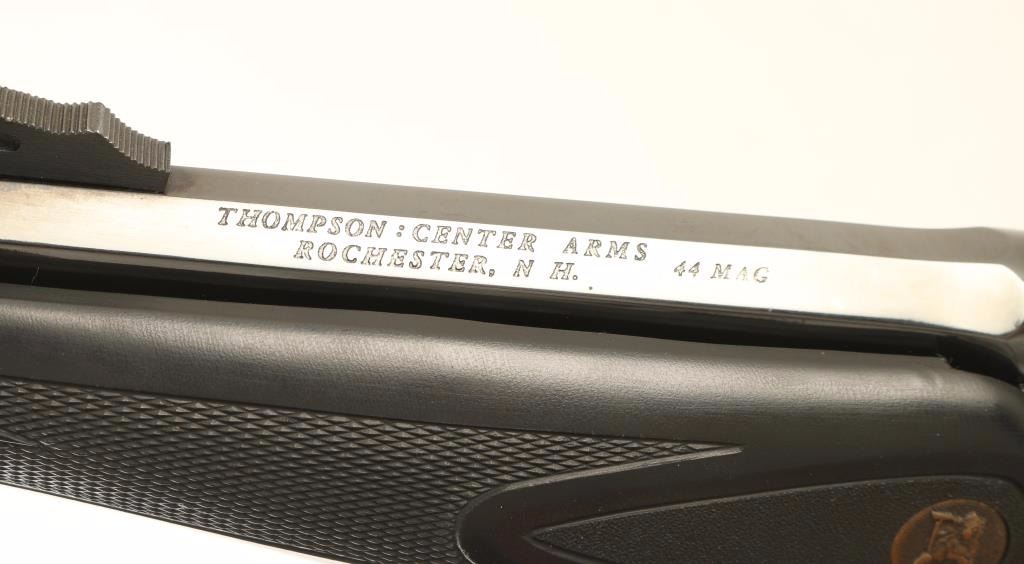 THOMPSON : CENTER ARMS
ROCHESTER, N H.
44 MAG